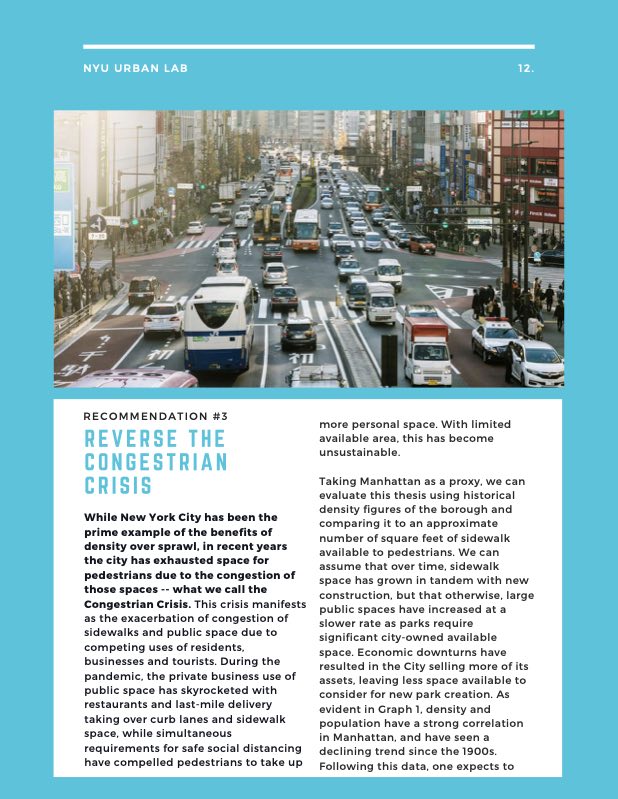 NYU URBAN LAB
12.
RECOMMENDATION #3
REVERSE THE
CONGESTRIAN
CRISIS
While New York City has been the
prime example of the benefits of
density over sprawl, in recent years
the city has exhausted space for
pedestrians due to the congestion of
those spaces -- what we call the
Congestrian Crisis. This crisis manifests
as the exacerbation of congestion of
sidewalks and public space due to
competing uses of residents,
businesses and tourists. During the
pandemic, the private business use of
public space has skyrocketed with
restaurants and last-mile delivery
taking over curb lanes and sidewalk
space, while simultaneous
requirements for safe social distancing
have compelled pedestrians to take up
more personal space. With limited
available area, this has become
unsustainable.
Taking Manhattan as a proxy, we can
evaluate this thesis using historical
density figures of the borough and
comparing it to an approximate
number of square feet of sidewalk
available to pedestrians. We can
assume that over time, sidewalk
space has grown in tandem with new
construction, but that otherwise, large
public spaces have increased at a
slower rate as parks require
significant city-owned available
space. Economic downturns have
resulted in the City selling more of its
assets, leaving less space available to
consider for new park creation. As
evident in Graph 1, density and
population have a strong correlation
in Manhattan, and have seen a
declining trend since the 1900s.
Following this data, one expects to